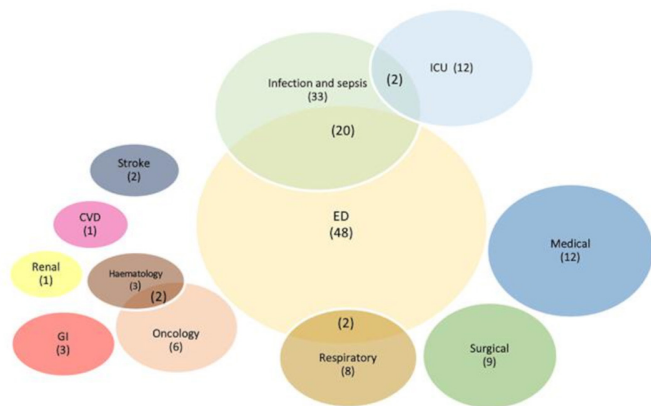 Infection and sepsis
(33)
(2)
ICU (12)
(20)
Stroke
(2)
CVD
(1)
ED
(48)
Medical
(12)
Renal
(1)
Haematology
(3)
(2)
GI
(3)
Oncology
(6)
(2)
Respiratory
(8)
Surgical
(9)